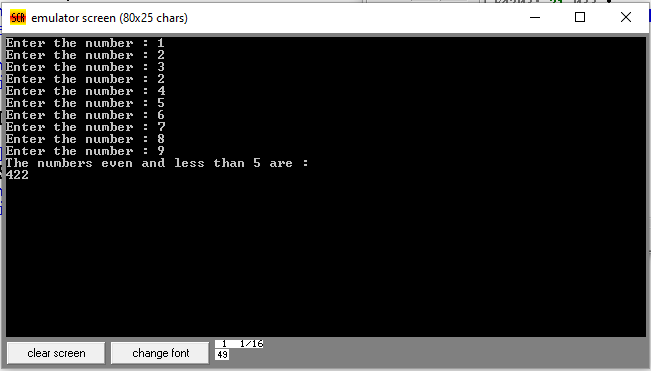 emulator screen (80x25 chars)
Enter the number : 1
Enter the number : 2
Enter the number : 3
Enter the number : 2
Enter the number : 4
Enter the number : 5
Enter the number : 6
Enter the number : 7
Enter the number : 8
Enter the number : 9
The numbers even and less than 5 are :
422
clear screen
change font
1 1/16
49